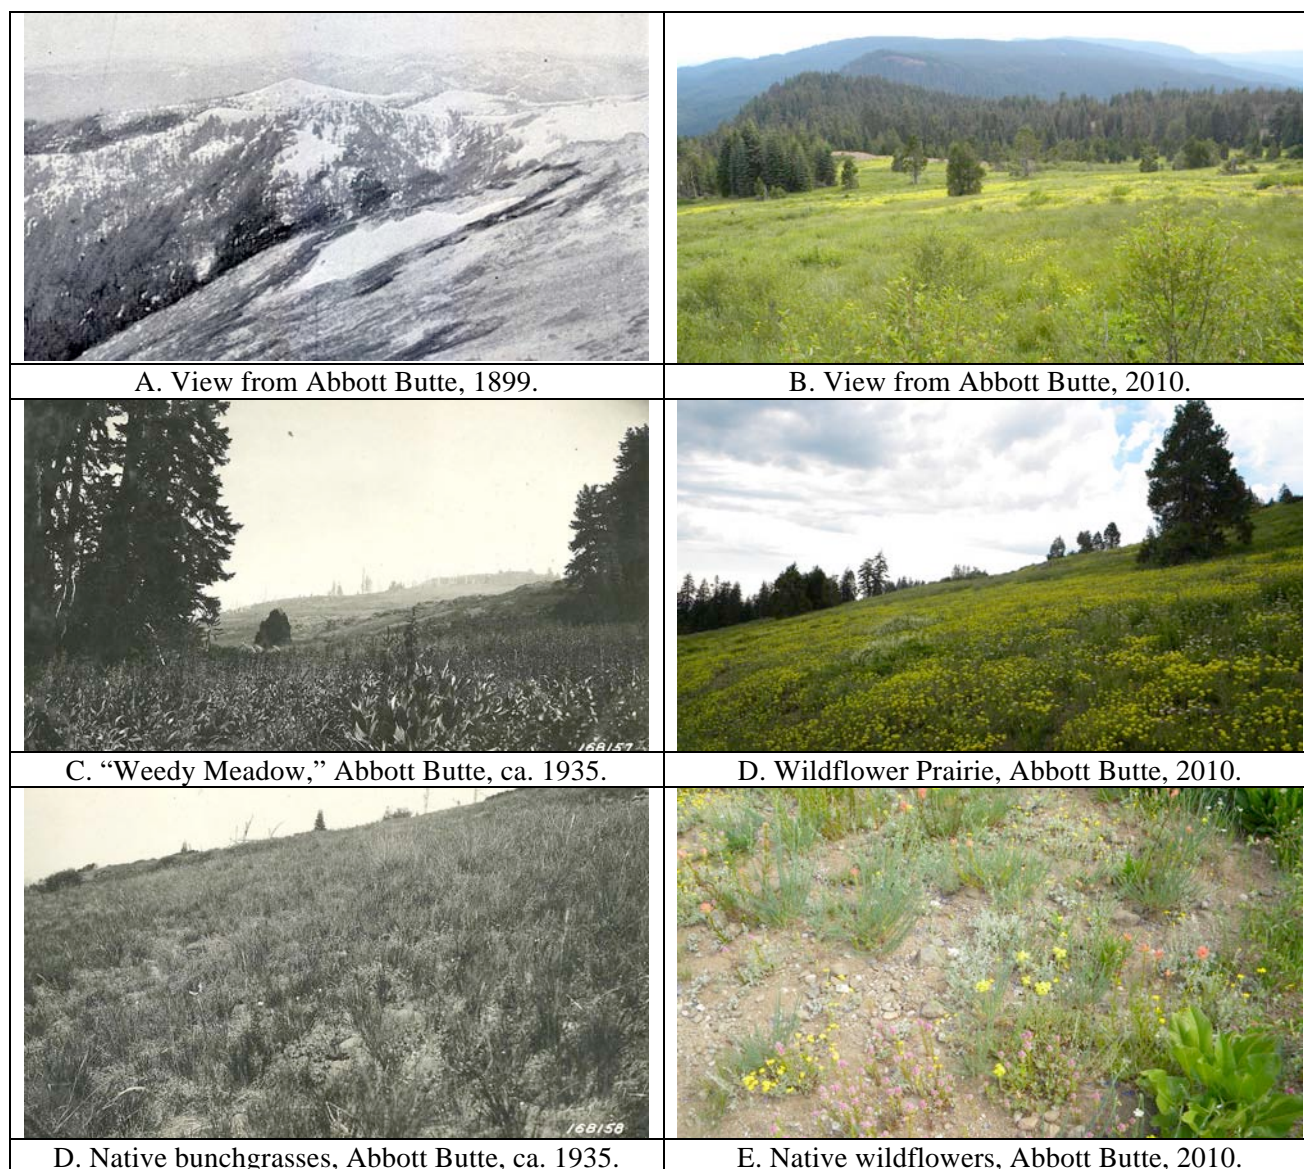 A. View from Abbott Butte, 1899.
B. View from Abbott Butte, 2010.
168157
C. “Weedy Meadow,” Abbott Butte, ca. 1935.
D. Wildflower Prairie, Abbott Butte, 2010.
168158
D. Native bunchgrasses, Abbott Butte, ca. 1935.
E. Native wildflowers, Abbott Butte, 2010.